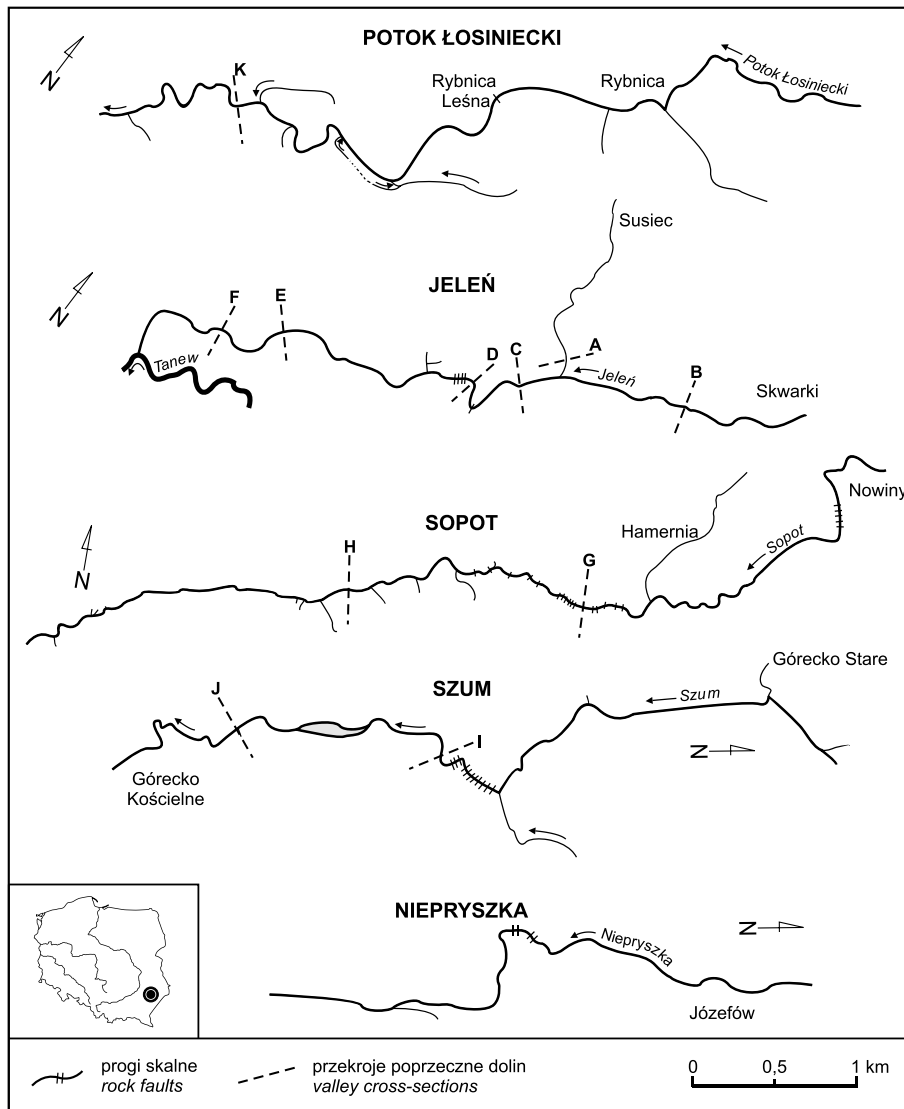 POTOK ŁOSINIECKI
N
K
Rybnica
Leśna
Rybnica
Potok Łosiniecki
Susiec
JELEŃ
N
F
E
D
C
A
B
Tanew
Jeleń
Skwarki
Nowiny
SOPOT
Hamernia
Sopot
N
H
G
Górecko Stare
SZUM
J
Szum
I
N
Górecko
Kościelne
NIEPRYSZKA
N
Niepryszka
Józefów
progi skalne
rock faults
przekroje poprzeczne dolin
valley cross-sections
0 0,5 1 km